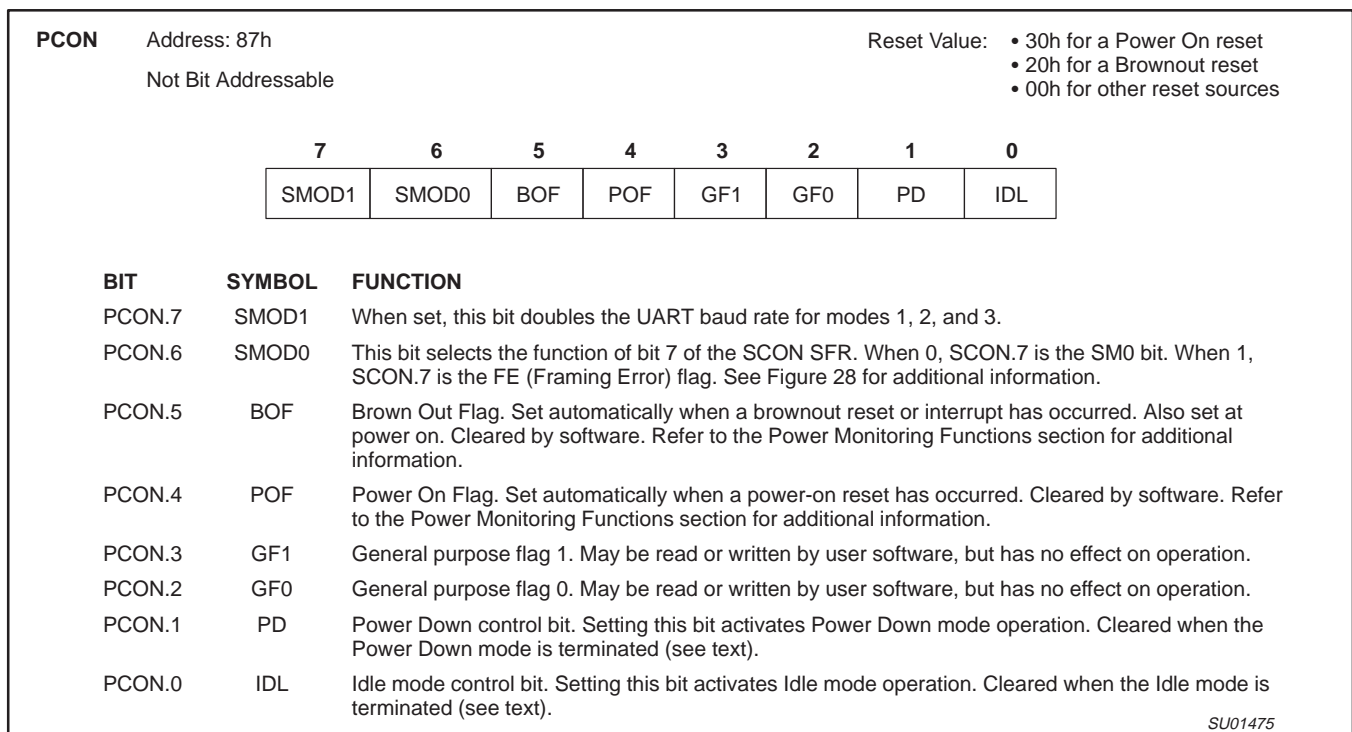 PCON Address: 87h Reset Value: • 30h for a Power On reset
Not Bit Addressable • 20h for a Brownout reset
• 00h for other reset sources
7 6 5 4 3 2 1 0
SMOD1 SMOD0 BOF POF GF1 GF0 PD IDL
BIT SYMBOL FUNCTION
PCON.7 SMOD1 When set, this bit doubles the UART baud rate for modes 1, 2, and 3.
PCON.6 SMOD0 This bit selects the function of bit 7 of the SCON SFR. When 0, SCON.7 is the SM0 bit. When 1,
SCON.7 is the FE (Framing Error) flag. See Figure 28 for additional information.
PCON.5 BOF Brown Out Flag. Set automatically when a brownout reset or interrupt has occurred. Also set at
power on. Cleared by software. Refer to the Power Monitoring Functions section for additional
information.
PCON.4 POF Power On Flag. Set automatically when a power-on reset has occurred. Cleared by software. Refer
to the Power Monitoring Functions section for additional information.
PCON.3 GF1 General purpose flag 1. May be read or written by user software, but has no effect on operation.
PCON.2 GF0 General purpose flag 0. May be read or written by user software, but has no effect on operation.
PCON.1 PD Power Down control bit. Setting this bit activates Power Down mode operation. Cleared when the
Power Down mode is terminated (see text).
PCON.0 IDL Idle mode control bit. Setting this bit activates Idle mode operation. Cleared when the Idle mode is
terminated (see text).
SU01475